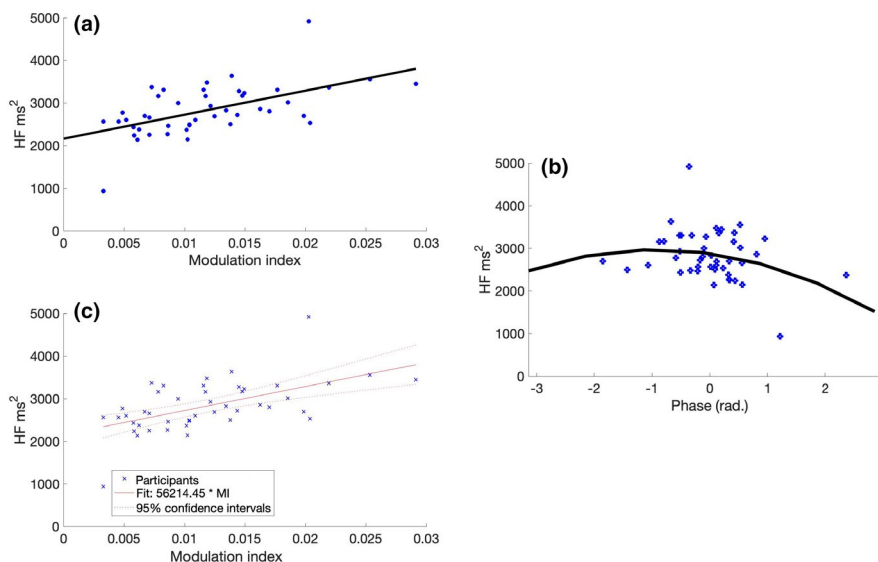 (a)
5000
4000
3000
2000
1000
0
HF ms²
0 0.005 0.01 0.015 0.02 0.025 0.03
Modulation index
(b)
5000
4000
3000
2000
1000
0
HF ms²
-3 -2 -1 0 1 2
Phase (rad.)
(c)
5000
4000
3000
2000
1000
0
HF ms²
Participants
Fit: 56214.45 * MI
95% confidence intervals
0 0.005 0.01 0.015 0.02 0.025 0.03
Modulation index